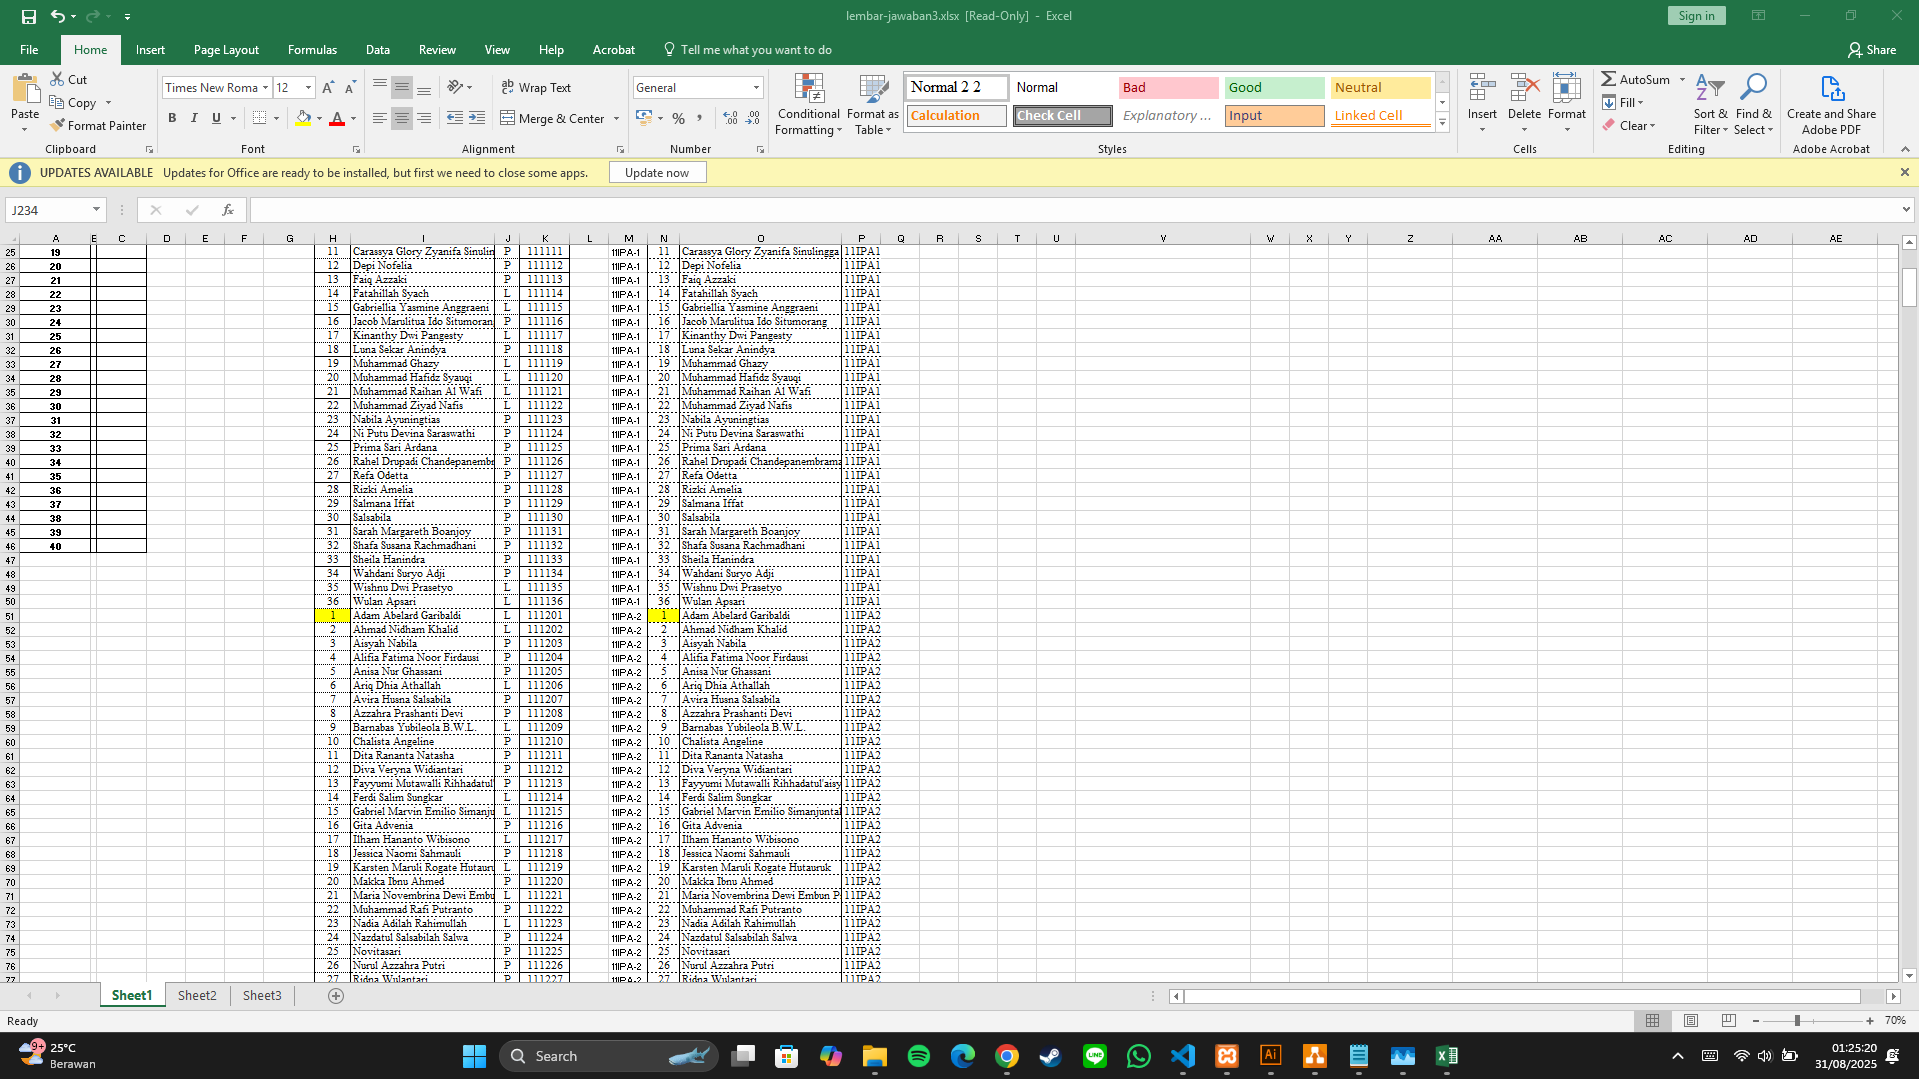 lembar-jawaban3.xlsx [Read-Only] - Excel
Sign in
File Home Insert Page Layout Formulas Data Review View Help Acrobat Tell me what you want to do Share
Paste Cut Copy Format Painter Clipboard
Times New Roma 12 B I U Font
Wrap Text Merge & Center Alignment
General % Number
Conditional Formatting Format as Table
Normal 2 2 Normal Bad Good Neutral
Calculation Check Cell Explanatory ... Input Linked Cell
Styles
Insert Delete Format Cells
AutoSum Fill Clear Sort & Filter Find & Select Editing
Create and Share Adobe PDF Adobe Acrobat
UPDATES AVAILABLE Updates for Office are ready to be installed, but first we need to close some apps. Update now
J234 fx
A E C D E F G H I J K L M N O P Q R S T U V W X Y Z AA AB AC AD AE
25 19 11 Carassya Glory Zyanifa Sinulin P 111111 11IPA-1 11 Carassya Glory Zyanifa Sinulingga 11IPA1
26 20 12 Depi Nofelia P 111112 11IPA-1 12 Depi Nofelia 11IPA1
27 21 13 Faiq Azzaki P 111113 11IPA-1 13 Faiq Azzaki 11IPA1
28 22 14 Fatahillah Syach L 111114 11IPA-1 14 Fatahillah Syach 11IPA1
29 23 15 Gabriellia Yasmine Anggraeni L 111115 11IPA-1 15 Gabriellia Yasmine Anggraeni 11IPA1
30 24 16 Jacob Marulitua Ido Situmoran P 111116 11IPA-1 16 Jacob Marulitua Ido Situmorang 11IPA1
31 25 17 Kinanthy Dwi Pangesty L 111117 11IPA-1 17 Kinanthy Dwi Pangesty 11IPA1
32 26 18 Luna Sekar Anindya P 111118 11IPA-1 18 Luna Sekar Anindya 11IPA1
33 27 19 Muhammad Ghazy L 111119 11IPA-1 19 Muhammad Ghazy 11IPA1
34 28 20 Muhammad Hafidz Syauqi L 111120 11IPA-1 20 Muhammad Hafidz Syauqi 11IPA1
35 29 21 Muhammad Raihan Al Wafi L 111121 11IPA-1 21 Muhammad Raihan Al Wafi 11IPA1
36 30 22 Muhammad Ziyad Nafis L 111122 11IPA-1 22 Muhammad Ziyad Nafis 11IPA1
37 31 23 Nabila Ayuningtias P 111123 11IPA-1 23 Nabila Ayuningtias 11IPA1
38 32 24 Ni Putu Devina Saraswathi P 111124 11IPA-1 24 Ni Putu Devina Saraswathi 11IPA1
39 33 25 Prima Sari Ardana P 111125 11IPA-1 25 Prima Sari Ardana 11IPA1
40 34 26 Rahel Drupadi Chandepanembr P 111126 11IPA-1 26 Rahel Drupadi Chandepanembrama 11IPA1
41 35 27 Refa Odetta P 111127 11IPA-1 27 Refa Odetta 11IPA1
42 36 28 Rizki Amelia P 111128 11IPA-1 28 Rizki Amelia 11IPA1
43 37 29 Salmana Iffat P 111129 11IPA-1 29 Salmana Iffat 11IPA1
44 38 30 Salsabila P 111130 11IPA-1 30 Salsabila 11IPA1
45 39 31 Sarah Margareth Boanjoy P 111131 11IPA-1 31 Sarah Margareth Boanjoy 11IPA1
46 40 32 Shafa Susana Rachmadhani P 111132 11IPA-1 32 Shafa Susana Rachmadhani 11IPA1
47 33 Sheila Hanindra P 111133 11IPA-1 33 Sheila Hanindra 11IPA1
48 34 Wahdani Suryo Adji P 111134 11IPA-1 34 Wahdani Suryo Adji 11IPA1
49 35 Wishnu Dwi Prasetyo L 111135 11IPA-1 35 Wishnu Dwi Prasetyo 11IPA1
50 36 Wulan Apsari L 111136 11IPA-1 36 Wulan Apsari 11IPA1
51 1 Adam Abelard Garibaldi L 111201 11IPA-2 1 Adam Abelard Garibaldi 11IPA2
52 2 Ahmad Nidham Khalid L 111202 11IPA-2 2 Ahmad Nidham Khalid 11IPA2
53 3 Aisyah Nabila P 111203 11IPA-2 3 Aisyah Nabila 11IPA2
54 4 Alifia Fatima Noor Firdausi P 111204 11IPA-2 4 Alifia Fatima Noor Firdausi 11IPA2
55 5 Anisa Nur Ghassani P 111205 11IPA-2 5 Anisa Nur Ghassani 11IPA2
56 6 Ariq Dhia Athallah L 111206 11IPA-2 6 Ariq Dhia Athallah 11IPA2
57 7 Avira Husna Salsabila P 111207 11IPA-2 7 Avira Husna Salsabila 11IPA2
58 8 Azzahra Prashanti Devi P 111208 11IPA-2 8 Azzahra Prashanti Devi 11IPA2
59 9 Barnabas Yubileola B.W.L. L 111209 11IPA-2 9 Barnabas Yubileola B.W.L. 11IPA2
60 10 Chalista Angeline P 111210 11IPA-2 10 Chalista Angeline 11IPA2
61 11 Dita Rananta Natasha P 111211 11IPA-2 11 Dita Rananta Natasha 11IPA2
62 12 Diva Veryna Widiantari P 111212 11IPA-2 12 Diva Veryna Widiantari 11IPA2
63 13 Fayyumi Mutawalli Rihhadatul' P 111213 11IPA-2 13 Fayyumi Mutawalli Rihhadatul'aisy 11IPA2
64 14 Ferdi Salim Sungkar L 111214 11IPA-2 14 Ferdi Salim Sungkar 11IPA2
65 15 Gabriel Marvin Emilio Simanju L 111215 11IPA-2 15 Gabriel Marvin Emilio Simanjuntal 11IPA2
66 16 Gita Advenia P 111216 11IPA-2 16 Gita Advenia 11IPA2
67 17 Ilham Hananto Wibisono L 111217 11IPA-2 17 Ilham Hananto Wibisono 11IPA2
68 18 Jessica Naomi Sahmauli P 111218 11IPA-2 18 Jessica Naomi Sahmauli 11IPA2
69 19 Karsten Maruli Rogate Hutauru L 111219 11IPA-2 19 Karsten Maruli Rogate Hutauruk 11IPA2
70 20 Makka Ibnu Ahmed P 111220 11IPA-2 20 Makka Ibnu Ahmed 11IPA2
71 21 Maria Novembrina Dewi Embu L 111221 11IPA-2 21 Maria Novembrina Dewi Embun P 11IPA2
72 22 Muhammad Rafi Putranto P 111222 11IPA-2 22 Muhammad Rafi Putranto 11IPA2
73 23 Nadia Adilah Rahimullah L 111223 11IPA-2 23 Nadia Adilah Rahimullah 11IPA2
74 24 Nazdatul Salsabilah Salwa P 111224 11IPA-2 24 Nazdatul Salsabilah Salwa 11IPA2
75 25 Novitasari P 111225 11IPA-2 25 Novitasari 11IPA2
76 26 Nurul Azzahra Putri P 111226 11IPA-2 26 Nurul Azzahra Putri 11IPA2
77 27 Ridna Wulantari P 111227 11IPA-2 27 Ridna Wulantari 11IPA2
Sheet1 Sheet2 Sheet3
Ready 70%
9+ 25°C Berawan
Search
01:25:20
31/08/2025